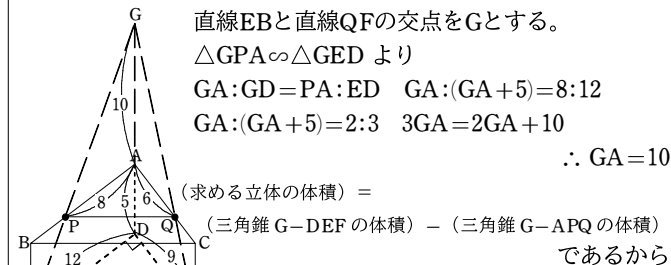 G
直線EBと直線QFの交点をGとする。
△GPA∽△GED より
GA:GD=PA:ED GA:(GA+5)=8:12
10
GA:(GA+5)=2:3 3GA=2GA+10
∴ GA=10
A
8 5 6
(求める立体の体積)=
P D Q
(三角錐 G−DEF の体積)−(三角錐 G−APQ の体積)
B C
12 9
であるから